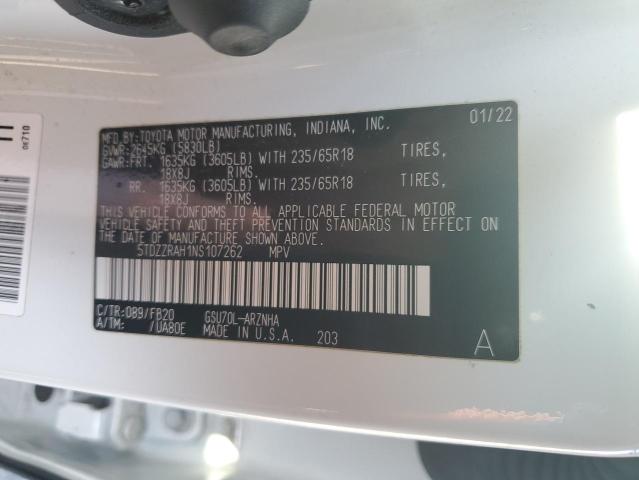 MFD.BY:TOYOTA MOTOR MANUFACTURING, INDIANA, INC. 01/22
GVWR:2645KG (5830LB)
GAWR:FRT. 1635KG (3605LB) WITH 235/65R18 TIRES,
18X8J RIMS.
RR. 1635KG (3605LB) WITH 235/65R18 TIRES,
18X8J RIMS.
THIS VEHICLE CONFORMS TO ALL APPLICABLE FEDERAL MOTOR
VEHICLE SAFETY AND THEFT PREVENTION STANDARDS IN EFFECT
ON THE DATE OF MANUFACTURE SHOWN ABOVE.
5TDZZRAH1NS107262 MPV
C/TR:089/FB20 GSU70L-ARZNHA
A/TM: /UA80E MADE IN U.S.A. 203
A
0E710